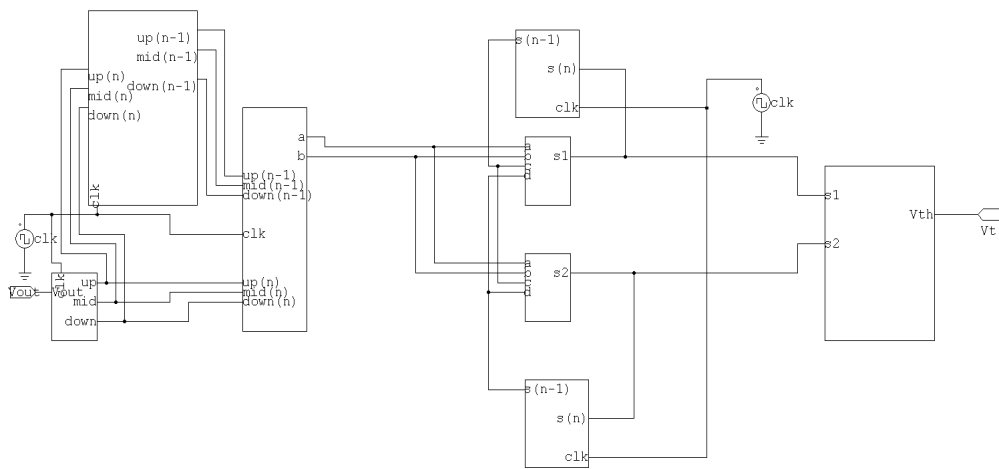 up(n-1)
mid(n-1)
up(n)
down(n-1)
mid(n)
down(n)
clk
clk
Vout
Vout
clk
up
mid
down
a
b
up(n-1)
mid(n-1)
down(n-1)
clk
up(n)
mid(n)
down(n)
s(n-1)
s(n)
clk
clk
a
b
c
d
s1
a
b
c
d
s2
s(n-1)
s(n)
clk
s1
s2
Vth
Vt